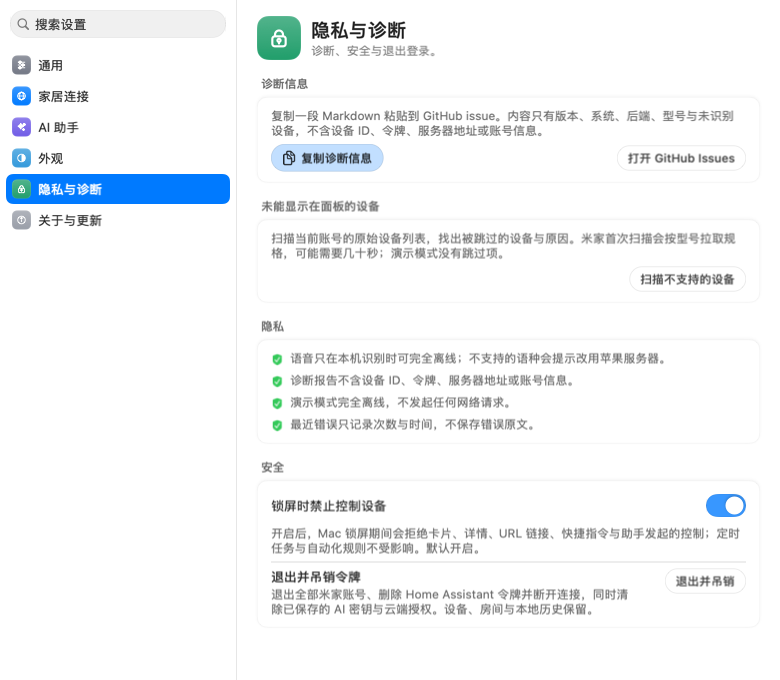 搜索设置
通用
家居连接
AI 助手
外观
隐私与诊断
关于与更新
隐私与诊断
诊断、安全与退出登录。
诊断信息
复制一段 Markdown 粘贴到 GitHub issue。内容只有版本、系统、后端、型号与未识别
设备，不含设备 ID、令牌、服务器地址或账号信息。
复制诊断信息
打开 GitHub Issues
未能显示在面板的设备
扫描当前账号的原始设备列表，找出被跳过的设备与原因。米家首次扫描会按型号拉取规
格，可能需要几十秒；演示模式没有跳过项。
扫描不支持的设备
隐私
语音只在本机识别时可完全离线；不支持的语种会提示改用苹果服务器。
诊断报告不含设备 ID、令牌、服务器地址或账号信息。
演示模式完全离线，不发起任何网络请求。
最近错误只记录次数与时间，不保存错误原文。
安全
锁屏时禁止控制设备
开启后，Mac 锁屏期间会拒绝卡片、详情、URL 链接、快捷指令与助手发起的控制；定时
任务与自动化规则不受影响。默认开启。
退出并吊销令牌
退出全部米家账号、删除 Home Assistant 令牌并断开连接，同时清
除已保存的 AI 密钥与云端授权。设备、房间与本地历史保留。
退出并吊销